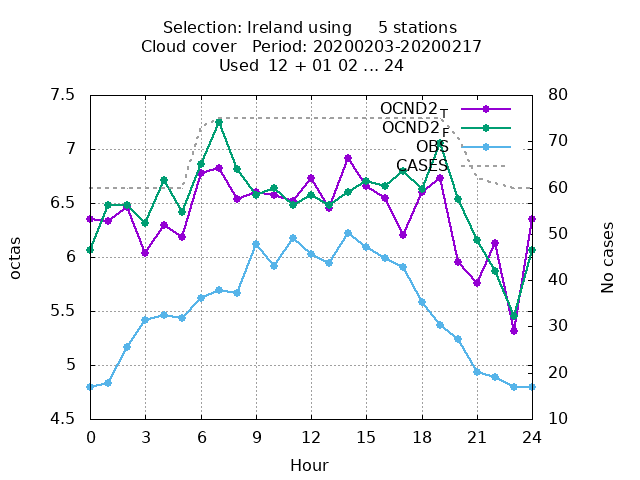 Selection: Ireland using 5 stations
Cloud cover Period: 20200203-20200217
Used 12 + 01 02 ... 24
7.5
7
6.5
6
5.5
5
4.5
octas
80
70
60
50
40
30
20
10
No cases
OCND2_T
OCND2_F
OBS
CASES
0 3 6 9 12 15 18 21 24
Hour